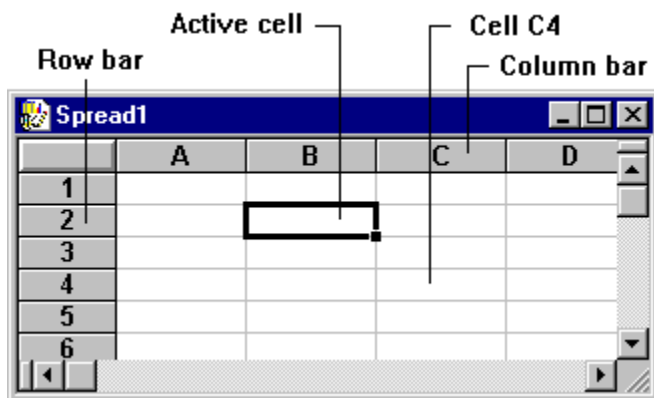 Active cell
Cell C4
Row bar
Column bar
Spread1
A B C D
1
2
3
4
5
6